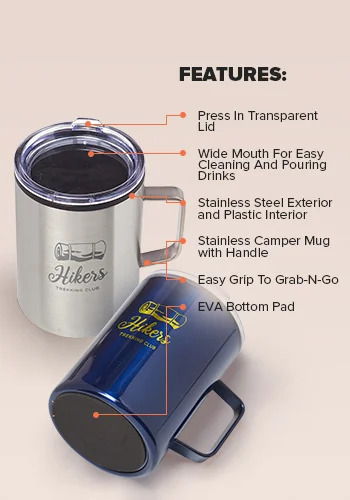 FEATURES:
Press In Transparent
Lid
Wide Mouth For Easy
Cleaning And Pouring
Drinks
Stainless Steel Exterior
and Plastic Interior
Stainless Camper Mug
with Handle
Easy Grip To Grab-N-Go
EVA Bottom Pad
Hikers
TREKKING CLUB
Hikers
TREKKING CLUB